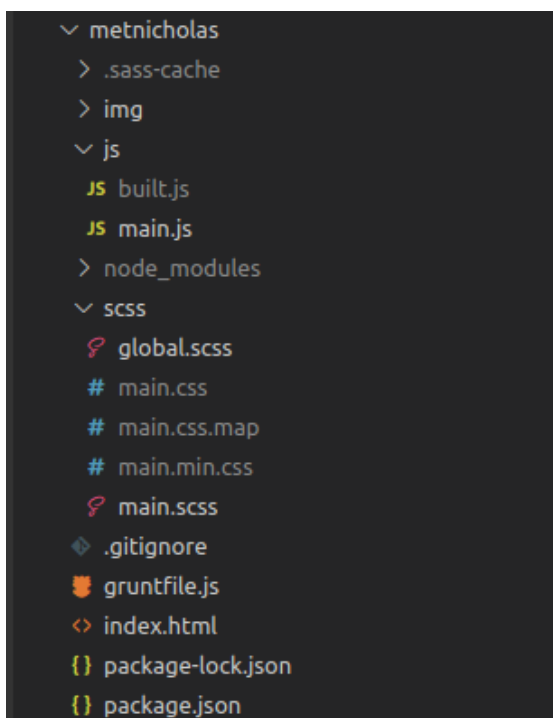 metnicholas
.sass-cache
img
js
JS built.js
JS main.js
node_modules
scss
global.scss
# main.css
# main.css.map
# main.min.css
main.scss
.gitignore
gruntfile.js
<> index.html
{} package-lock.json
{} package.json